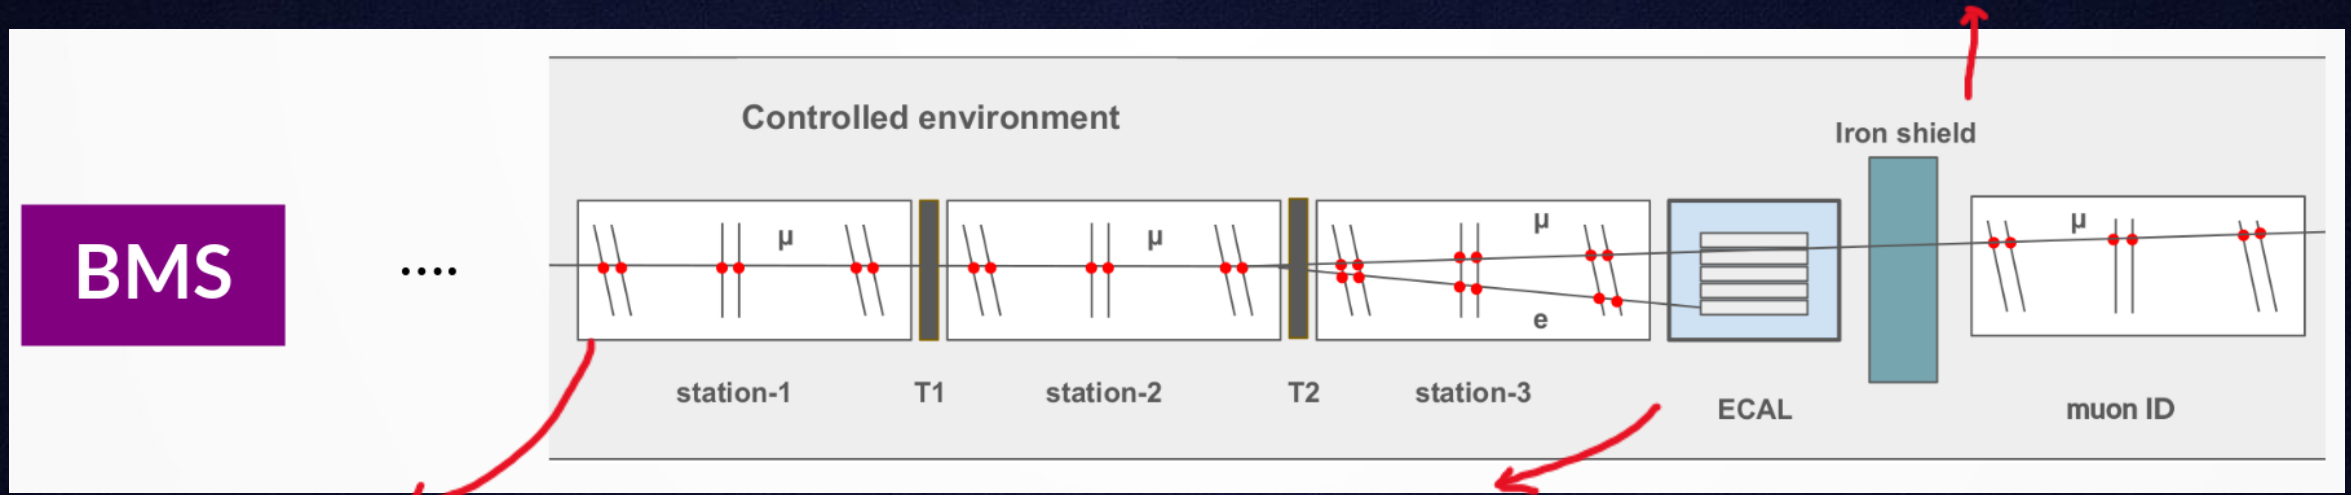 Controlled environment
Iron shield
BMS
....
μ
μ
μ
e
μ
station-1
T1
station-2
T2
station-3
ECAL
muon ID